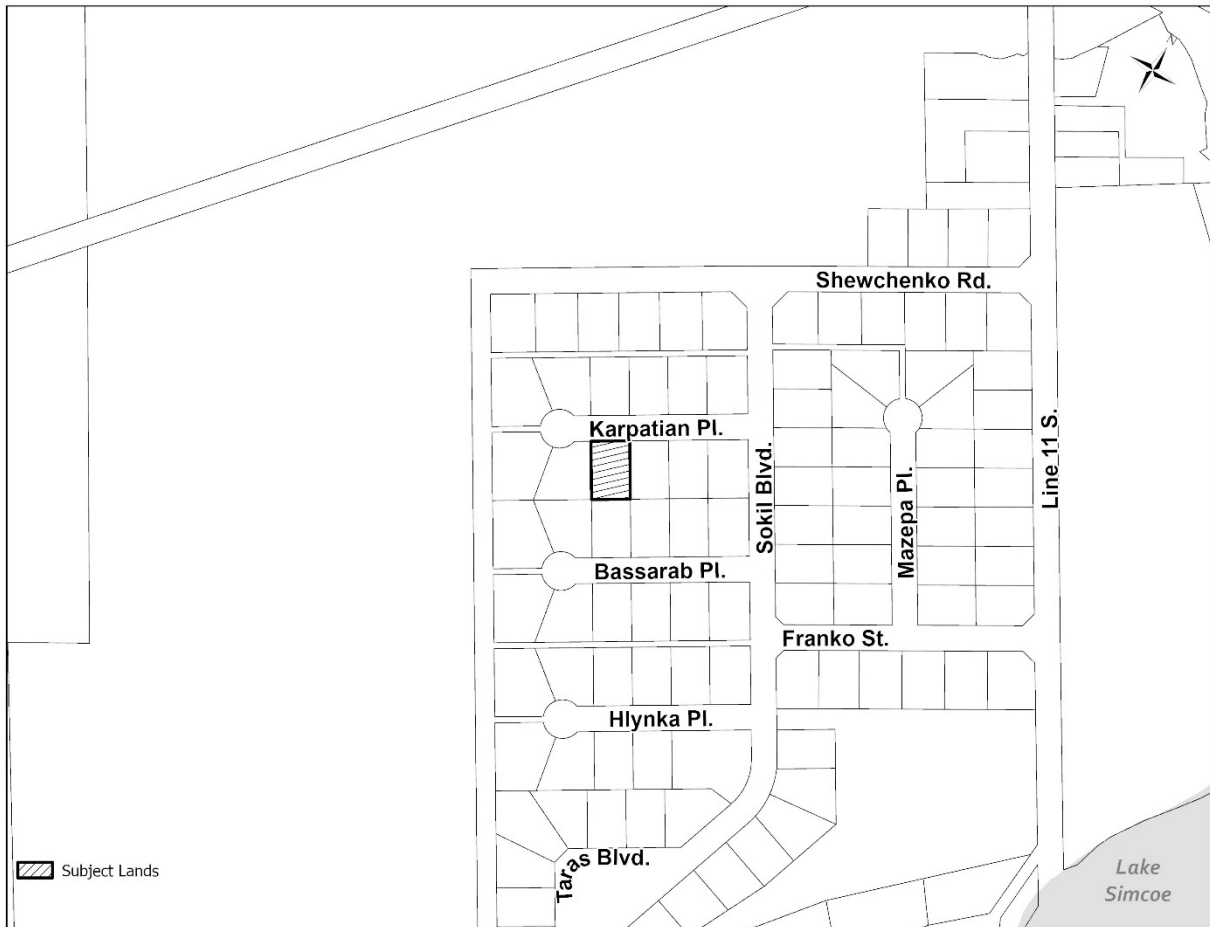 N
Shewchenko Rd.
Karpatian Pl.
Sokil Blvd.
Mazepa Pl.
Line 11 S.
Bassarab Pl.
Franko St.
Hlynka Pl.
Taras Blvd.
Subject Lands
Lake
Simcoe